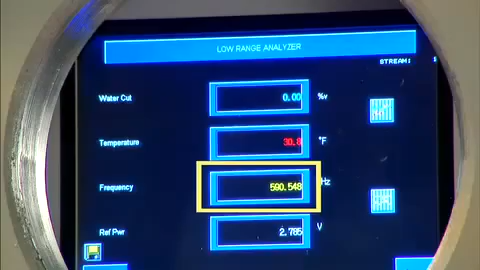 LOW RANGE ANALYZER
STREAM:
Water Cut 0.00 %v
Temperature 30.8 °F
Frequency 590.548 Hz
Ref Pwr 2.785 V